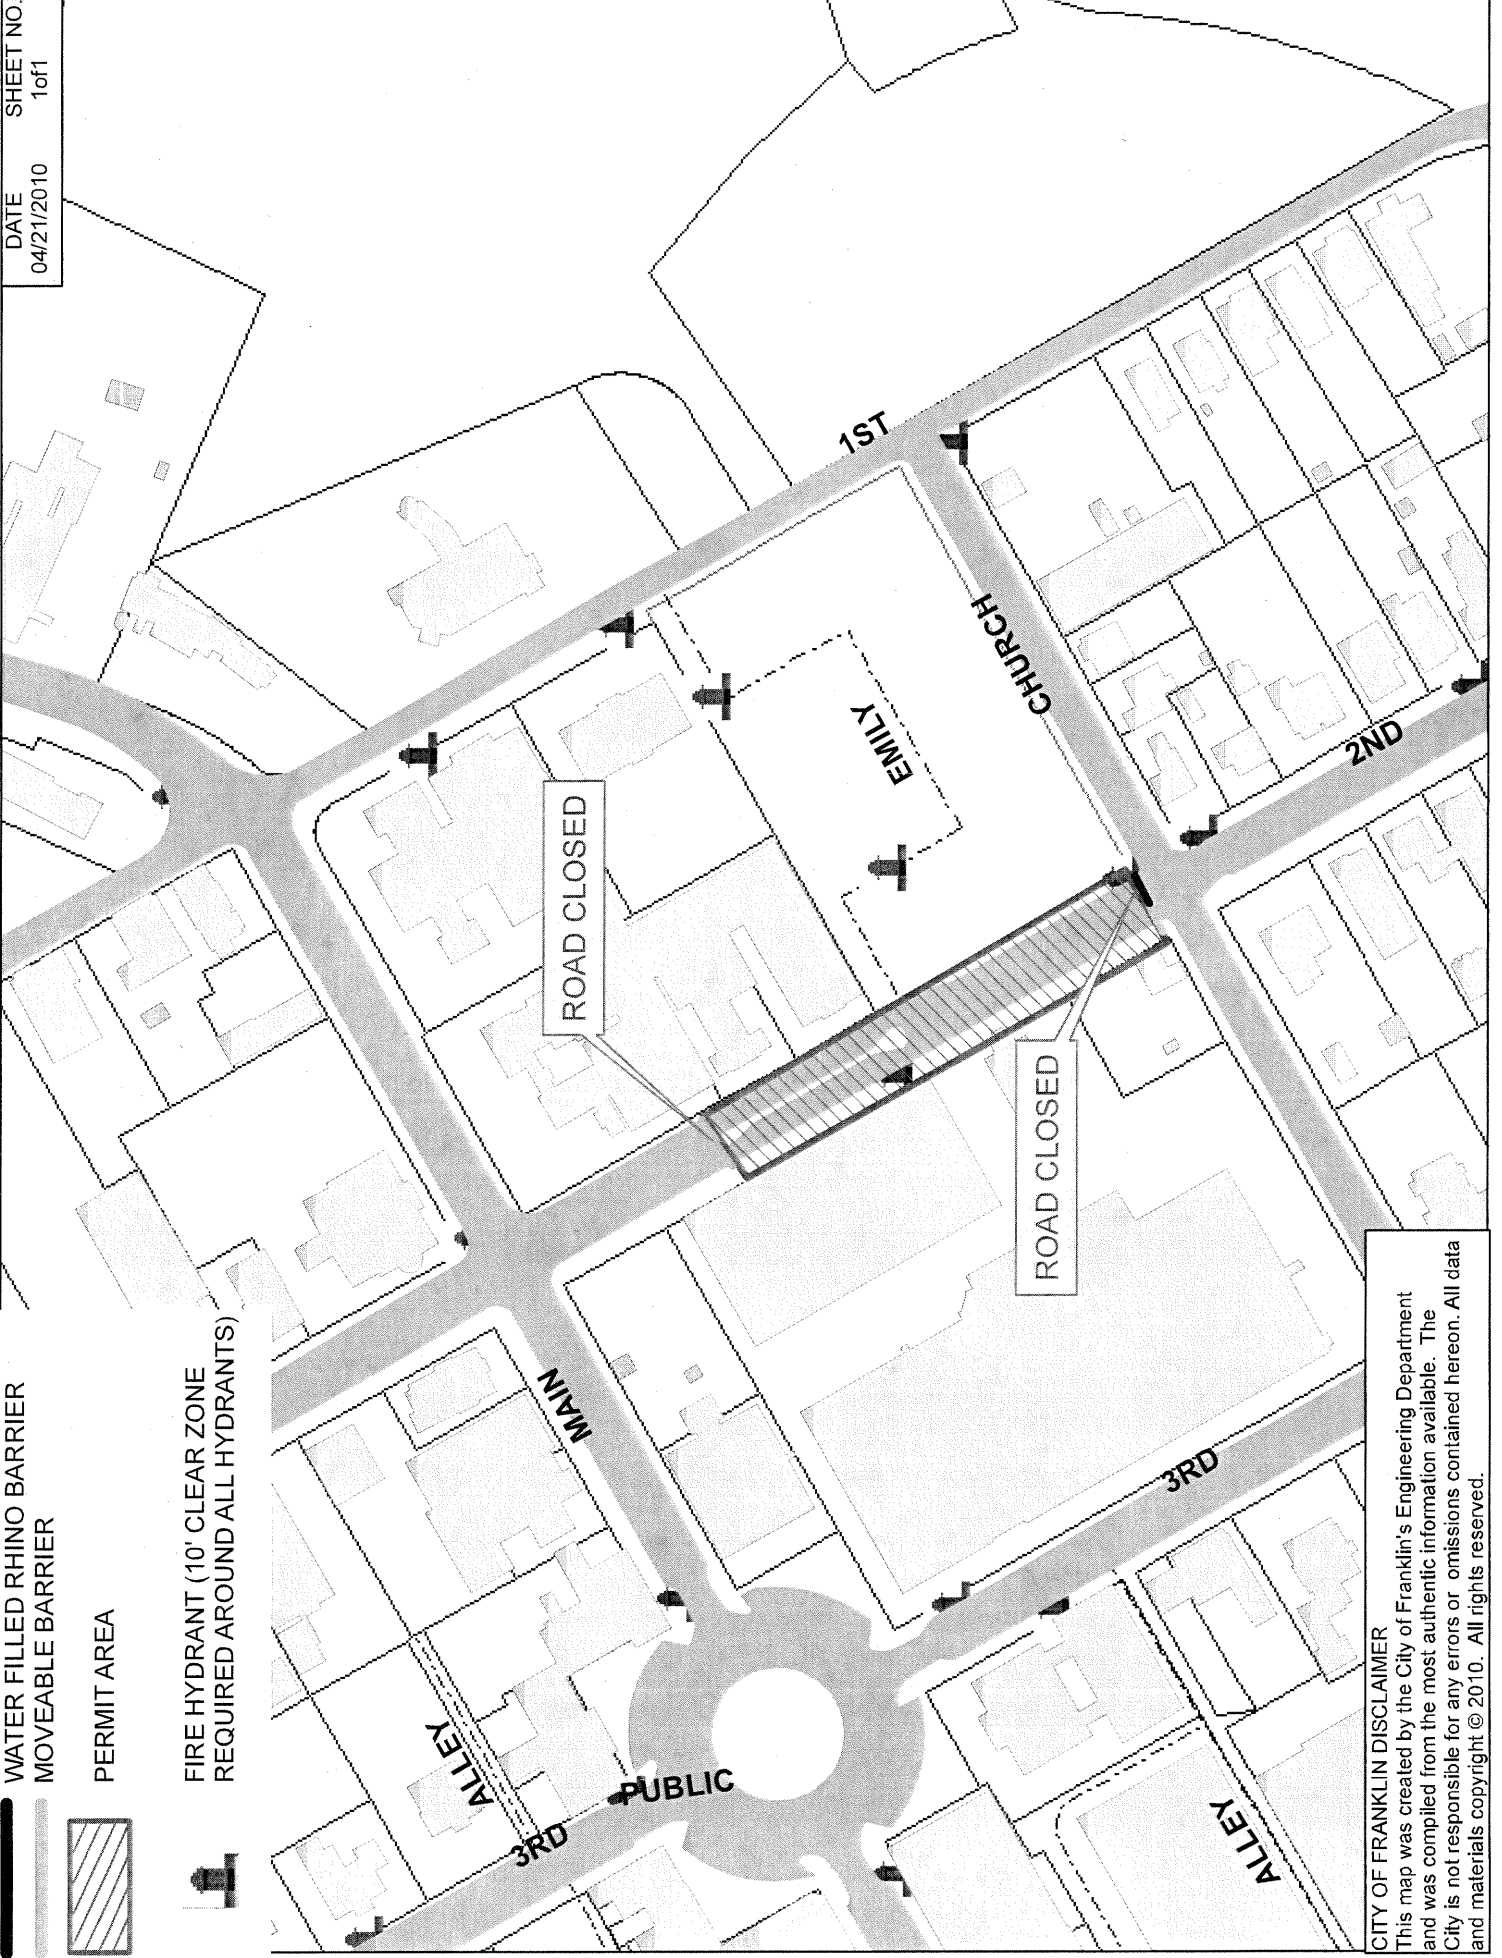 WATER FILLED RHINO BARRIER
MOVEABLE BARRIER
PERMIT AREA
FIRE HYDRANT (10' CLEAR ZONE
REQUIRED AROUND ALL HYDRANTS)
DATE
04/21/2010
SHEET NO.
1of1
ROAD CLOSED
ROAD CLOSED
1ST
CHURCH
EMILY
2ND
MAIN
3RD
ALLEY
PUBLIC
3RD
ALLEY
CITY OF FRANKLIN DISCLAIMER
This map was created by the City of Franklin's Engineering Department
and was compiled from the most authentic information available. The
City is not responsible for any errors or omissions contained hereon. All data
and materials copyright © 2010. All rights reserved.